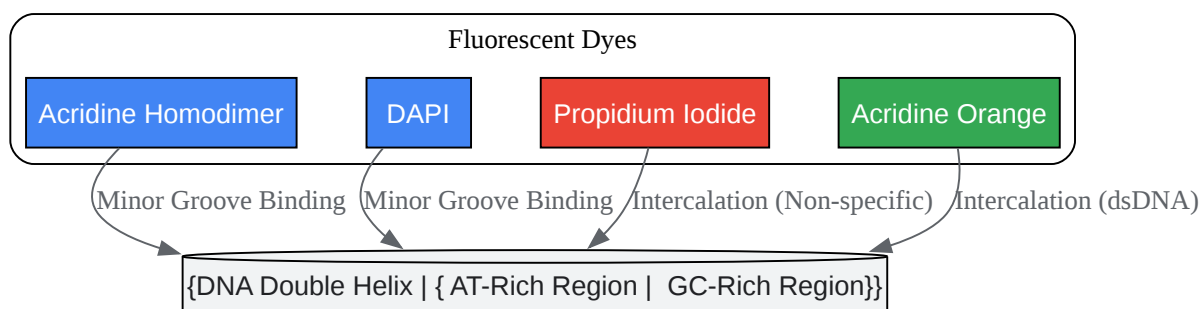 Fluorescent Dyes
Acridine Homodimer
DAPI
Propidium Iodide
Acridine Orange
Minor Groove Binding
Minor Groove Binding
Intercalation (Non-specific)
Intercalation (dsDNA)
{DNA Double Helix | { AT-Rich Region |  GC-Rich Region}}